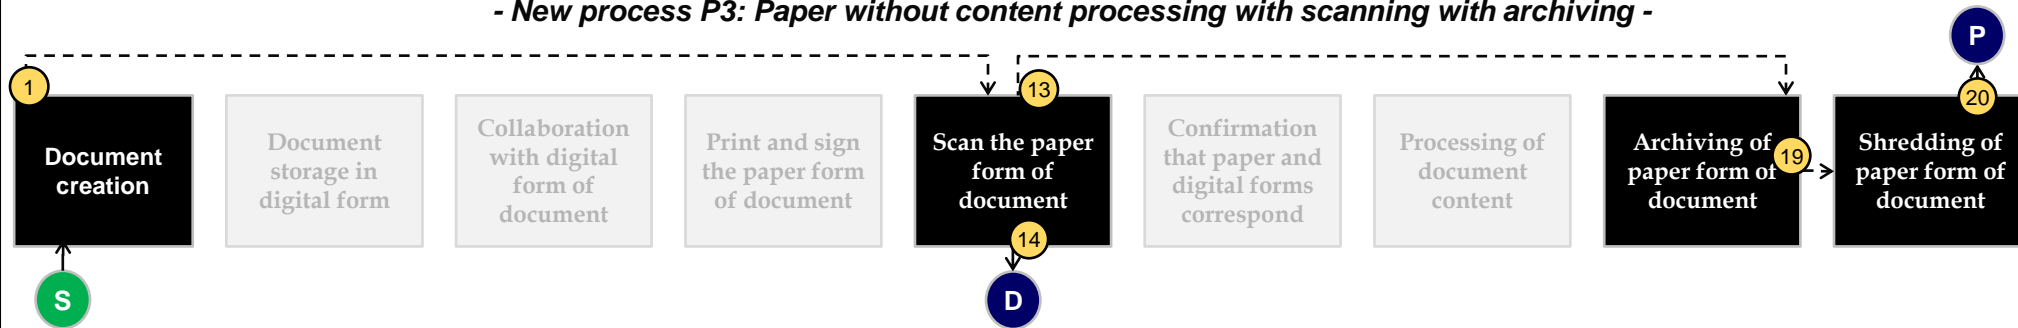 - New process P3: Paper without content processing with scanning with archiving -
P
1
13
20
Document
creation
Document
storage in
digital form
Collaboration
with digital
form of
document
Print and sign
the paper form
of document
Scan the paper
form of
document
Confirmation
that paper and
digital forms
correspond
Processing of
document
content
Archiving of
paper form of
document
19
Shredding of
paper form of
document
14
S
D